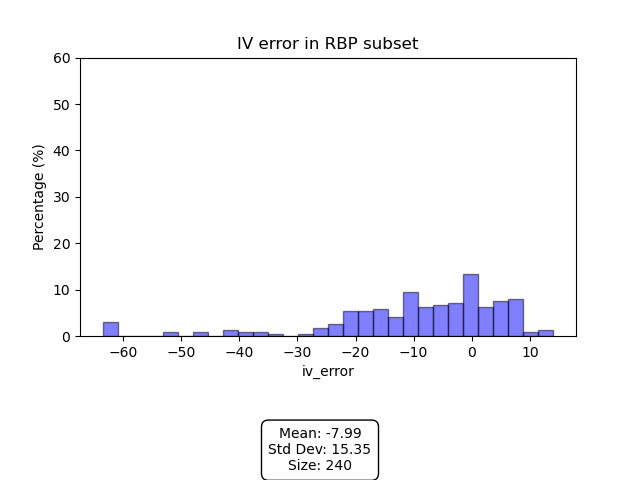 IV error in RBP subset
60
50
40
30
20
10
0
Percentage (%)
−60 −50 −40 −30 −20 −10 0 10
iv_error
Mean: -7.99
Std Dev: 15.35
Size: 240